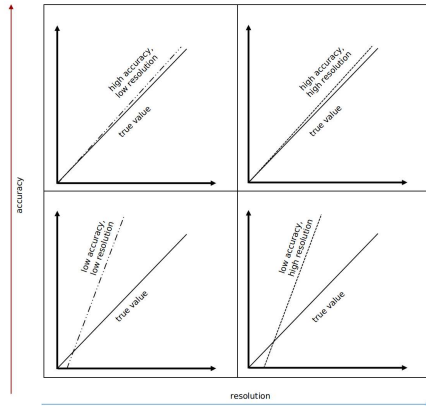 accuracy
high accuracy,
low resolution
true value
high accuracy,
high resolution
true value
low accuracy,
low resolution
true value
low accuracy,
high resolution
true value
resolution